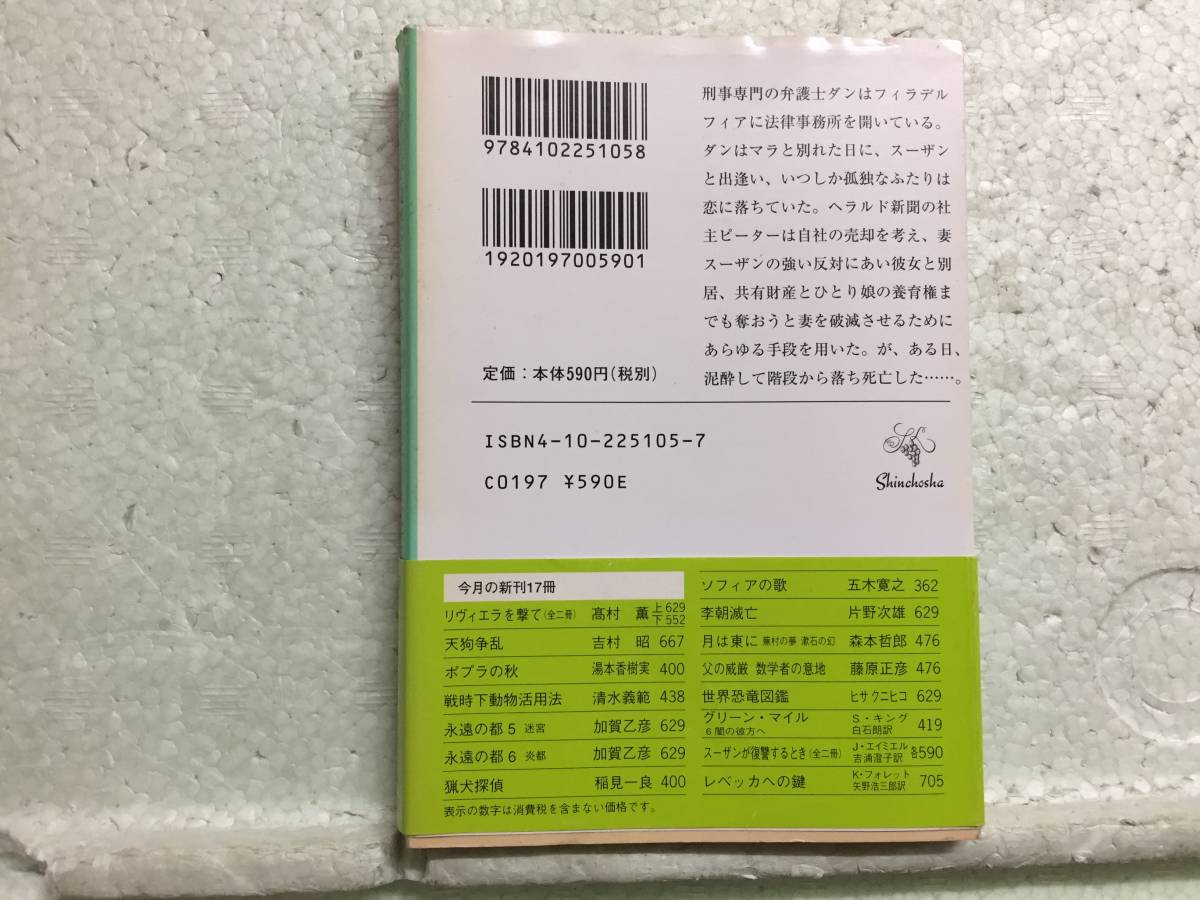 9784102251058
1920197005901
定価：本体590円(税別)
刑事専門の弁護士ダンはフィラデル
フィアに法律事務所を開いている。
ダンはマラと別れた日に、スーザン
と出逢い、いつしか孤独なふたりは
恋に落ちていた。ヘラルド新聞の社
主ピーターは自社の売却を考え、妻
スーザンの強い反対にあい彼女と別
居、共有財産とひとり娘の養育権ま
でも奪おうと妻を破滅させるために
あらゆる手段を用いた。が、ある日、
泥酔して階段から落ち死亡した……。
ISBN4-10-225105-7
C0197 ¥590E
Shinchosha
今月の新刊17冊
リヴィエラを撃て(全二冊) 髙村 薫 上629 下552
天狗争乱 吉村 昭 667
ポプラの秋 湯本香樹実 400
戦時下動物活用法 清水義範 438
永遠の都5 迷宮 加賀乙彦 629
永遠の都6 炎都 加賀乙彦 629
猟犬探偵 稲見一良 400
表示の数字は消費税を含まない価格です。
ソフィアの歌 五木寛之 362
李朝滅亡 片野次雄 629
月は東に 蕪村の夢 漱石の幻 森本哲郎 476
父の威厳 数学者の意地 藤原正彦 476
世界恐竜図鑑 ヒサクニヒコ 629
グリーン・マイル 6 闇の彼方へ S・キング 白石朗訳 419
スーザンが復讐するとき(全二冊) J・エイミエル 吉浦澄子訳 各590
レベッカへの鍵 K・フォレット 矢野浩三郎訳 705